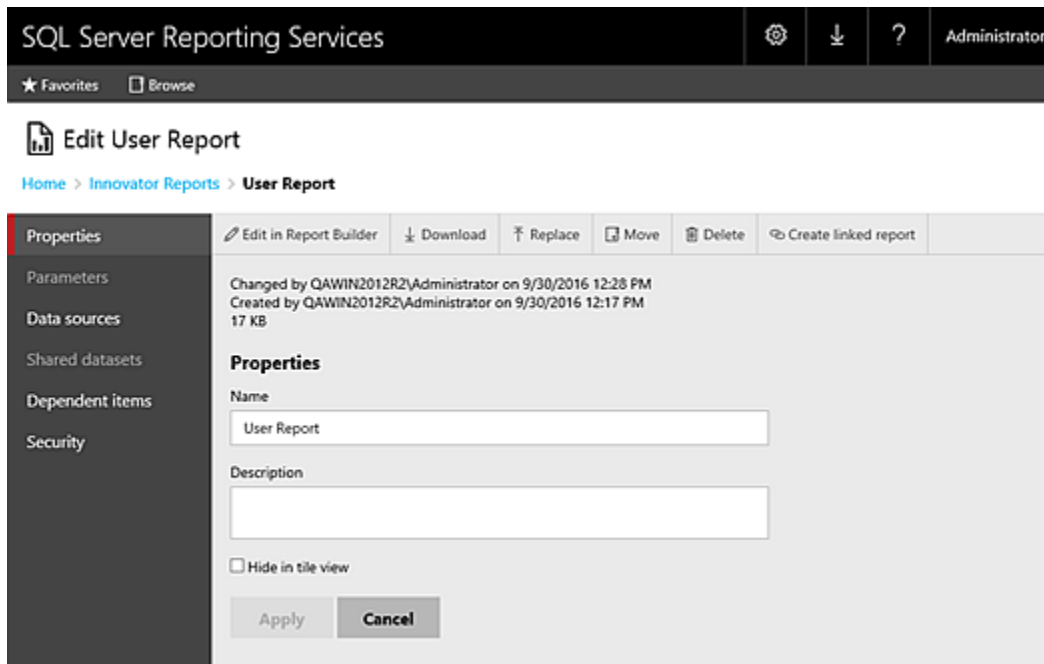 SQL Server Reporting Services ? Administrator
Favorites Browse
Edit User Report
Home > Innovator Reports > User Report
Properties
Parameters
Data sources
Shared datasets
Dependent items
Security
Edit in Report Builder Download Replace Move Delete Create linked report
Changed by QAWIN2012R2\Administrator on 9/30/2016 12:28 PM
Created by QAWIN2012R2\Administrator on 9/30/2016 12:17 PM
17 KB
Properties
Name
User Report
Description
Hide in tile view
Apply Cancel